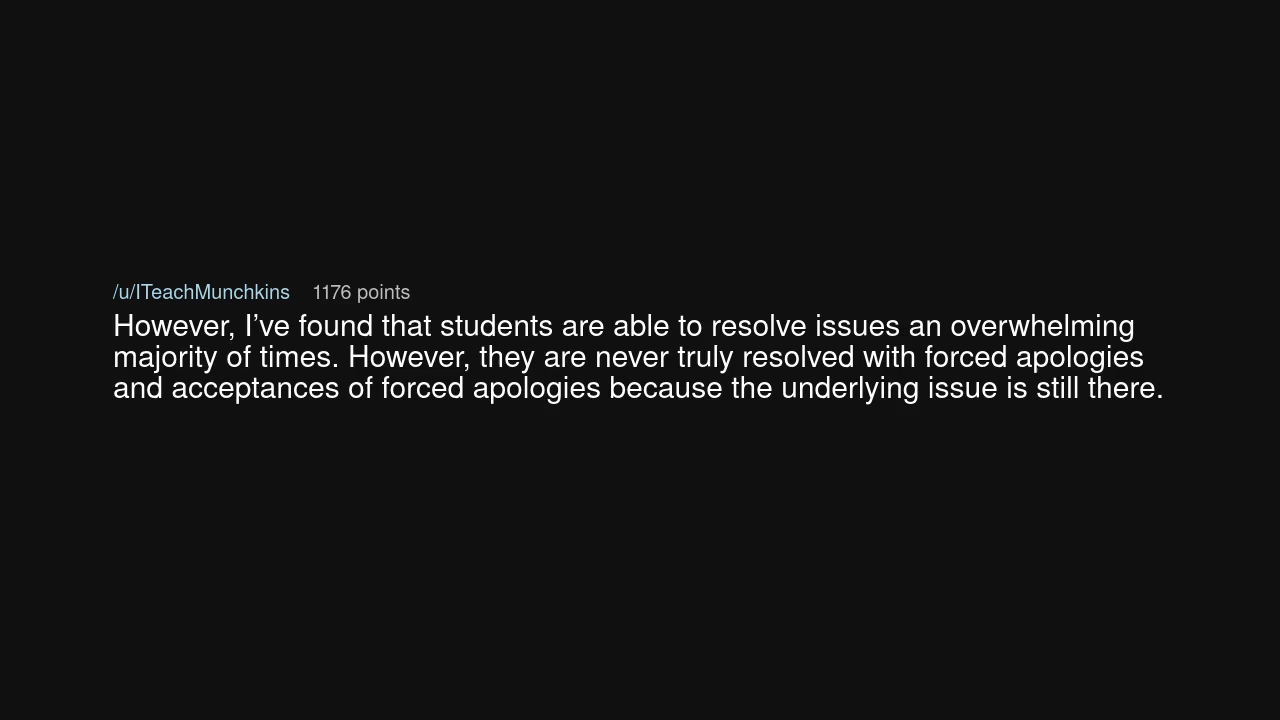 /u/ITeachMunchkins 1176 points
However, I’ve found that students are able to resolve issues an overwhelming
majority of times. However, they are never truly resolved with forced apologies
and acceptances of forced apologies because the underlying issue is still there.